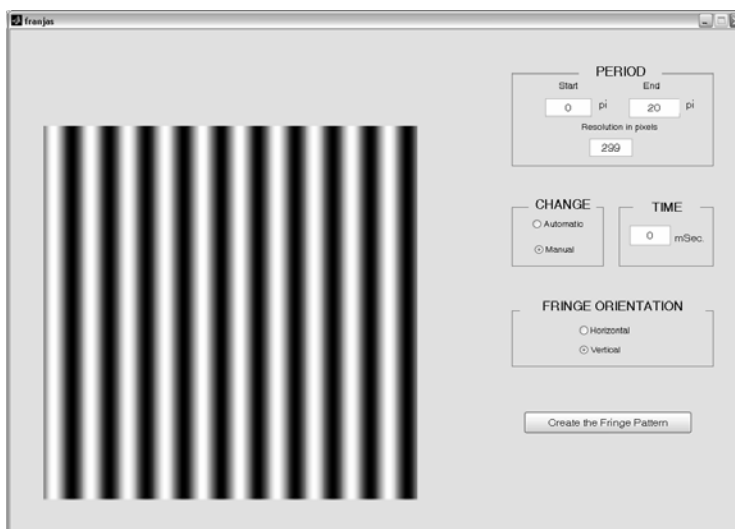 franjas
PERIOD
Start End
0 pi 20 pi
Resolution in pixels
299
CHANGE
Automatic
Manual
TIME
0 mSec.
FRINGE ORIENTATION
Horizontal
Vertical
Create the Fringe Pattern